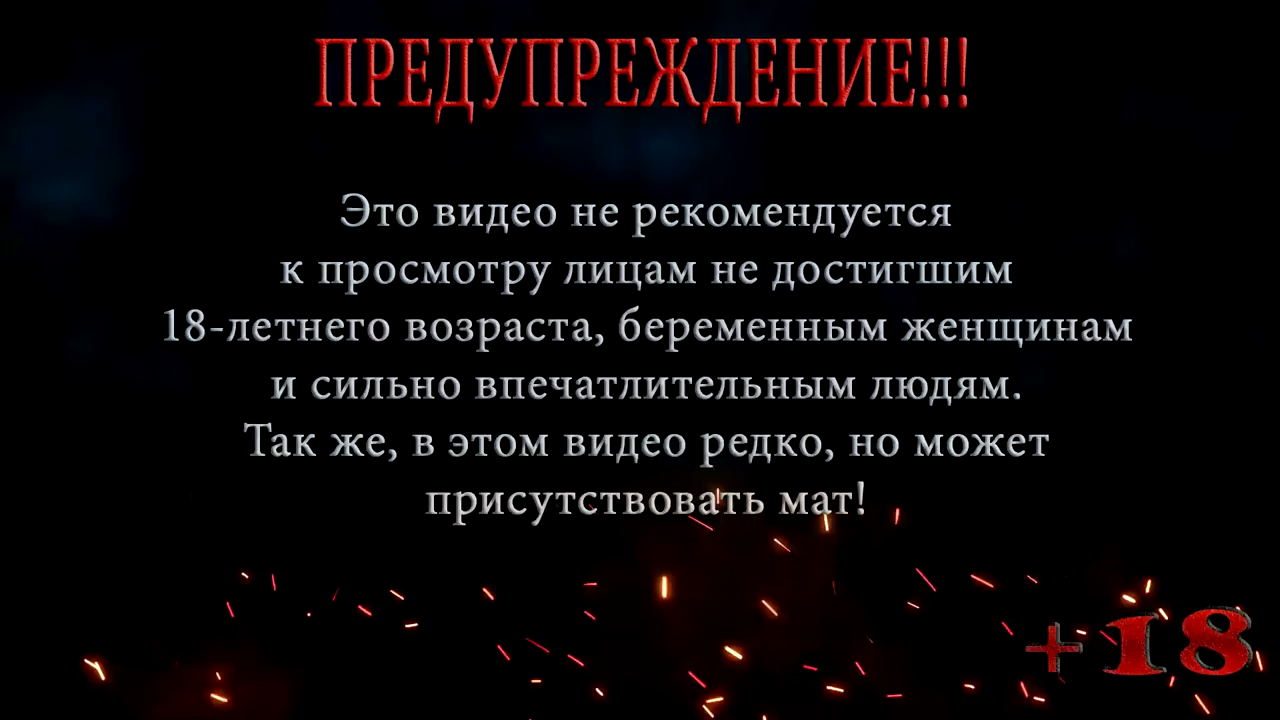 ПРЕДУПРЕЖДЕНИЕ!!!
Это видео не рекомендуется
к просмотру лицам не достигшим
18-летнего возраста, беременным женщинам
и сильно впечатлительным людям.
Так же, в этом видео редко, но может
присутствовать мат!
+18